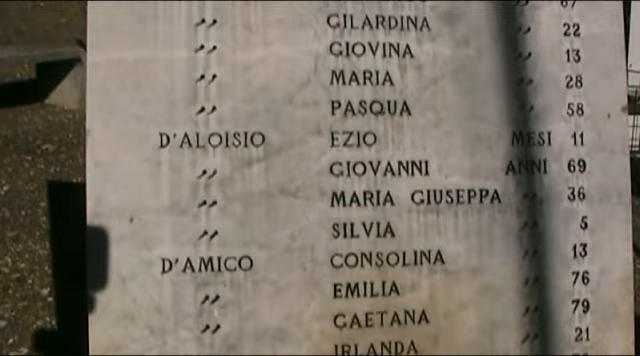 〃 〃 67
〃 GILARDINA 〃 22
〃 GIOVINA 〃 13
〃 MARIA 〃 28
〃 PASQUA 〃 58
D'ALOISIO EZIO MESI 11
〃 GIOVANNI ANNI 69
〃 MARIA GIUSEPPA 〃 36
〃 SILVIA 〃 5
D'AMICO CONSOLINA 〃 13
〃 EMILIA 〃 76
〃 GAETANA 〃 79
IRLANDA 〃 21